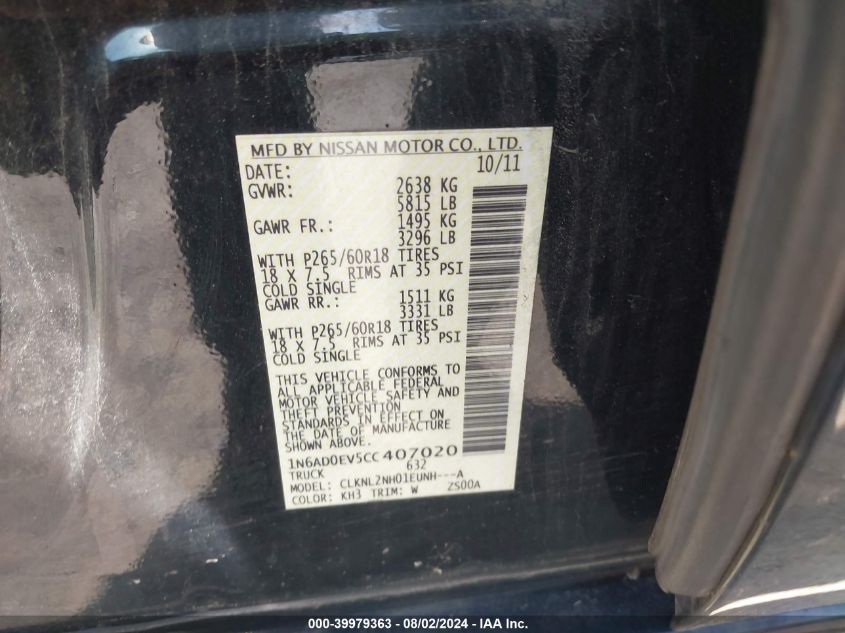 MFD BY NISSAN MOTOR CO., LTD.
DATE: 10/11
GVWR: 2638 KG
5815 LB
GAWR FR.: 1495 KG
3296 LB
WITH P265/60R18 TIRES
18 X 7.5 RIMS AT 35 PSI
COLD SINGLE
GAWR RR.: 1511 KG
3331 LB
WITH P265/60R18 TIRES
18 X 7.5 RIMS AT 35 PSI
COLD SINGLE
THIS VEHICLE CONFORMS TO
ALL APPLICABLE FEDERAL
MOTOR VEHICLE SAFETY AND
THEFT PREVENTION
STANDARDS IN EFFECT ON
THE DATE OF MANUFACTURE
SHOWN ABOVE.
1N6AD0EV5CC407020
TRUCK 632
MODEL: CLKNL2NH01EUNH---A
COLOR: KH3 TRIM: W ZS00A
000-39979363 - 08/02/2024 - IAA Inc.